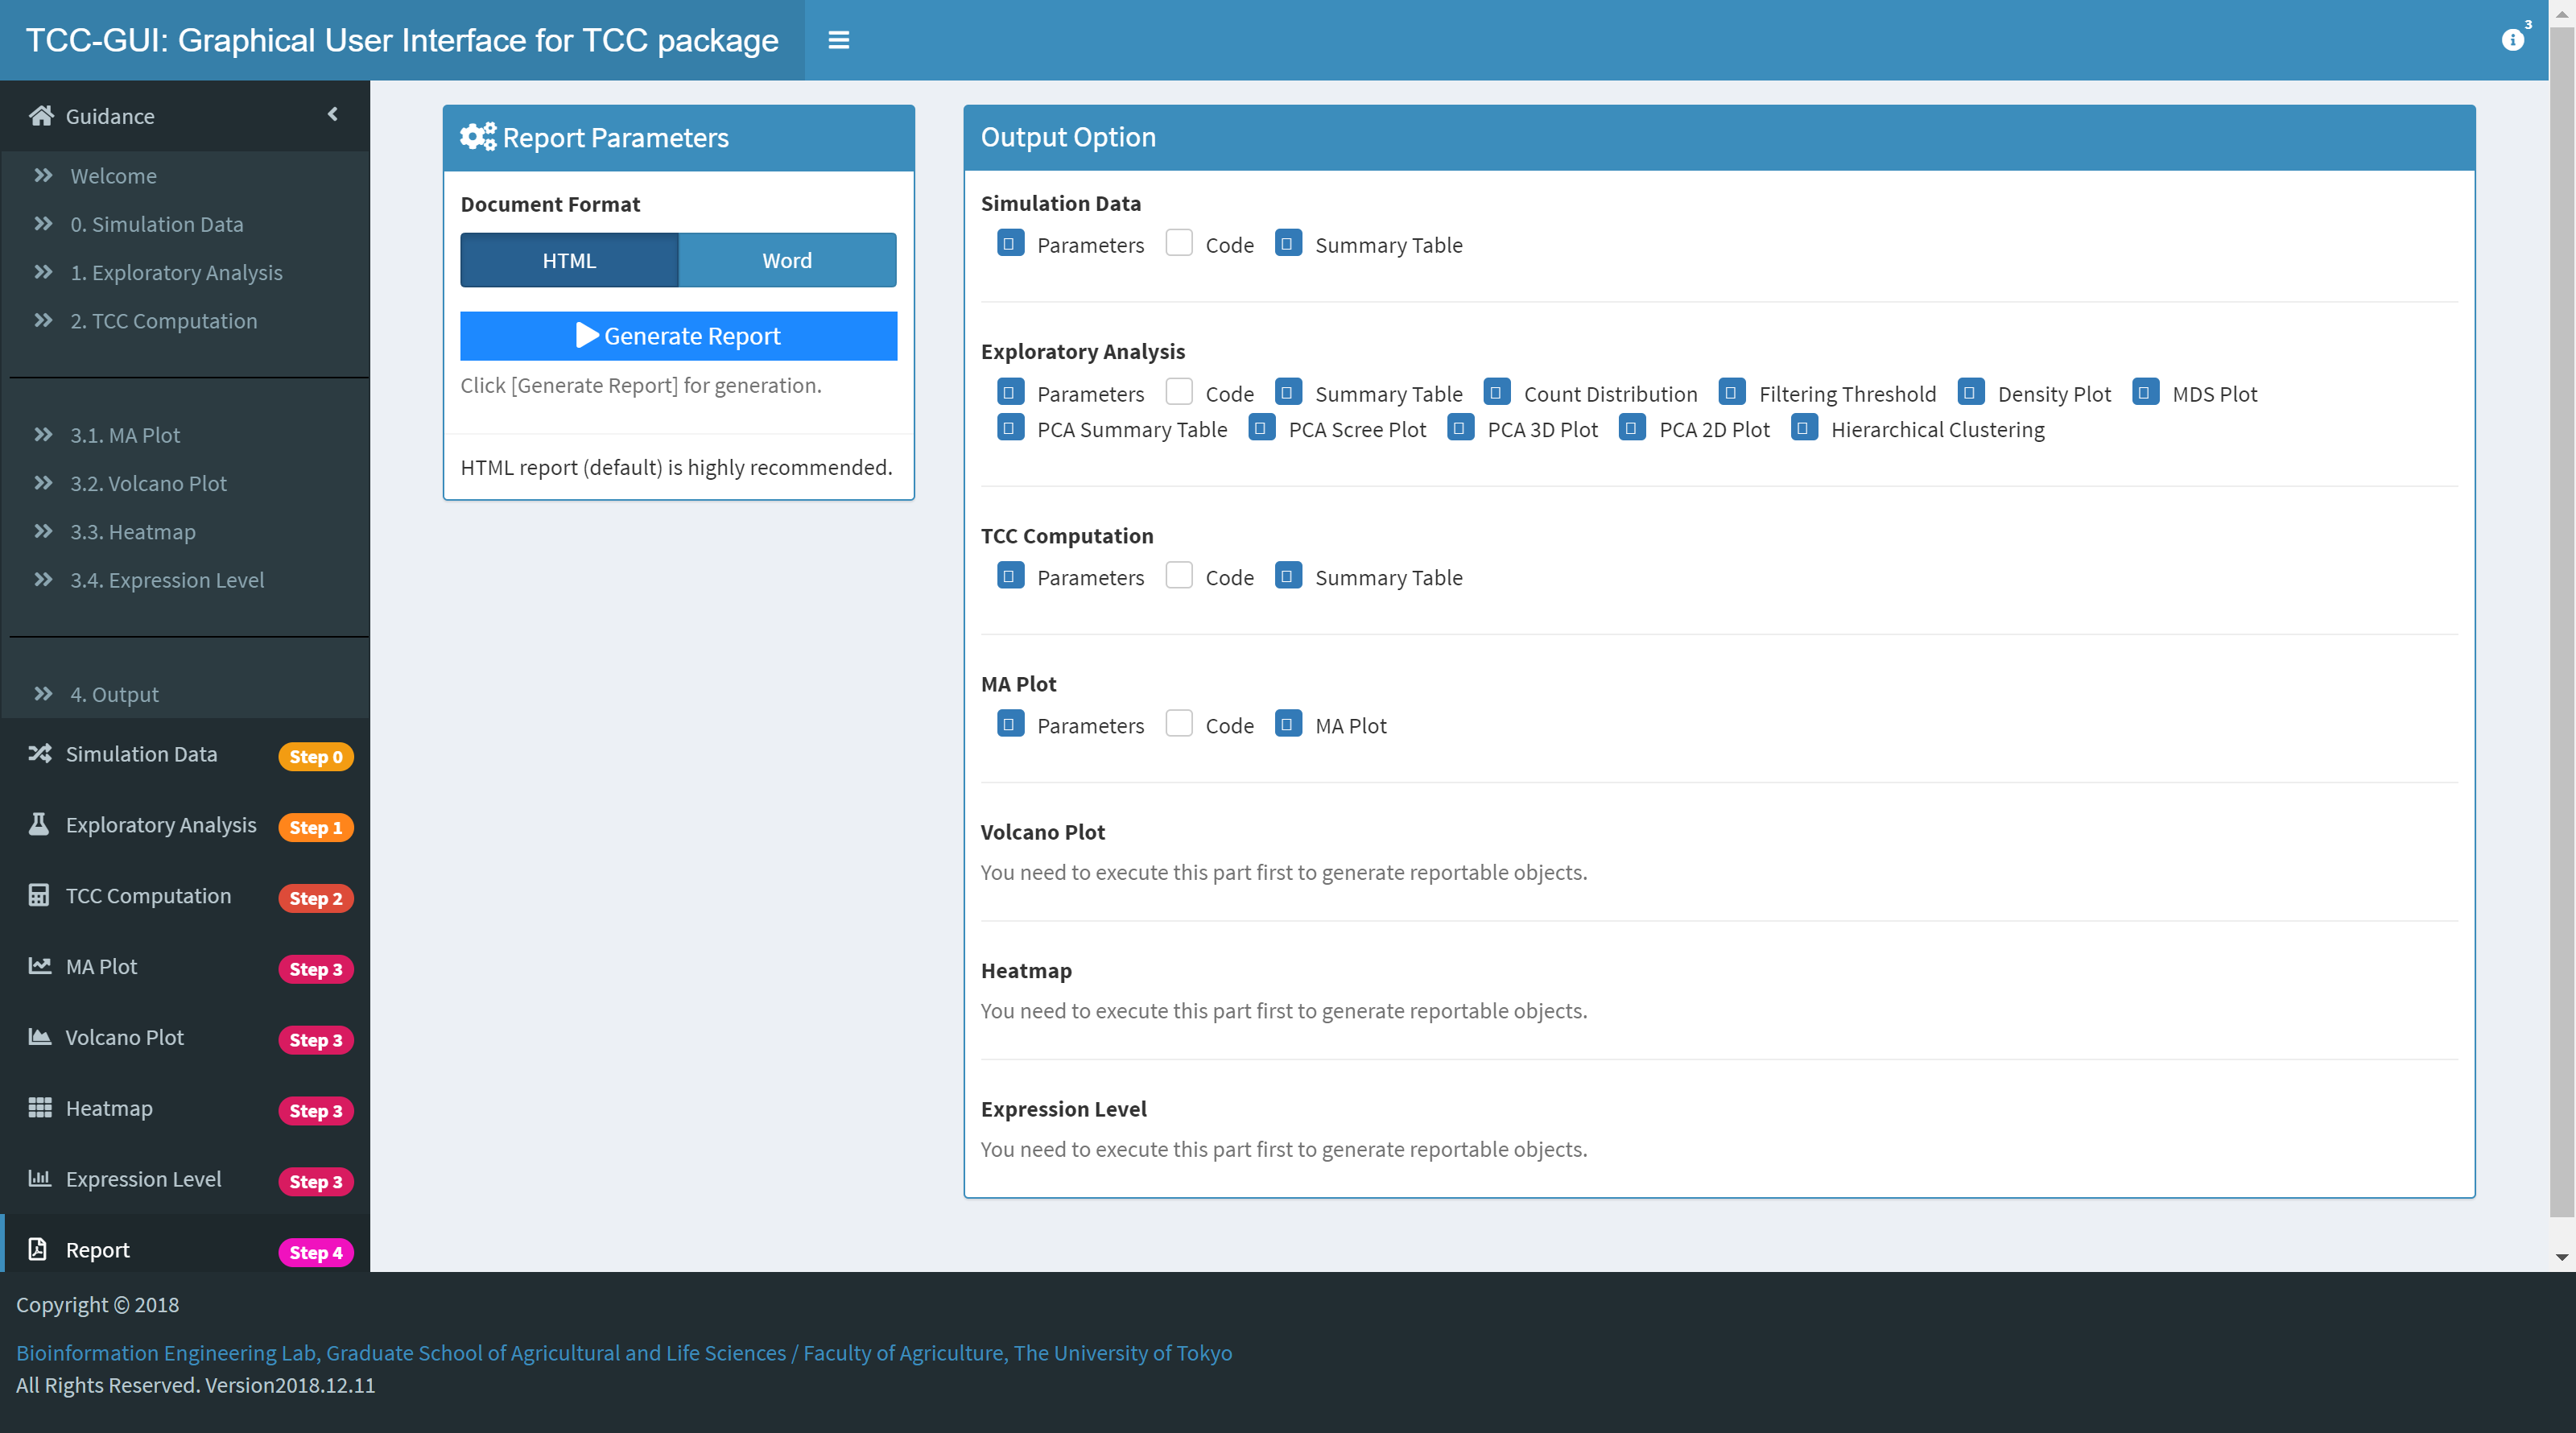 TCC-GUI: Graphical User Interface for TCC package
3
Guidance
Welcome
0. Simulation Data
1. Exploratory Analysis
2. TCC Computation
3.1. MA Plot
3.2. Volcano Plot
3.3. Heatmap
3.4. Expression Level
4. Output
Simulation Data Step 0
Exploratory Analysis Step 1
TCC Computation Step 2
MA Plot Step 3
Volcano Plot Step 3
Heatmap Step 3
Expression Level Step 3
Report Step 4
Report Parameters
Document Format
HTML Word
Generate Report
Click [Generate Report] for generation.
HTML report (default) is highly recommended.
Output Option
Simulation Data
Parameters Code Summary Table
Exploratory Analysis
Parameters Code Summary Table Count Distribution Filtering Threshold Density Plot MDS Plot
PCA Summary Table PCA Scree Plot PCA 3D Plot PCA 2D Plot Hierarchical Clustering
TCC Computation
Parameters Code Summary Table
MA Plot
Parameters Code MA Plot
Volcano Plot
You need to execute this part first to generate reportable objects.
Heatmap
You need to execute this part first to generate reportable objects.
Expression Level
You need to execute this part first to generate reportable objects.
Copyright © 2018
Bioinformation Engineering Lab, Graduate School of Agricultural and Life Sciences / Faculty of Agriculture, The University of Tokyo
All Rights Reserved. Version2018.12.11